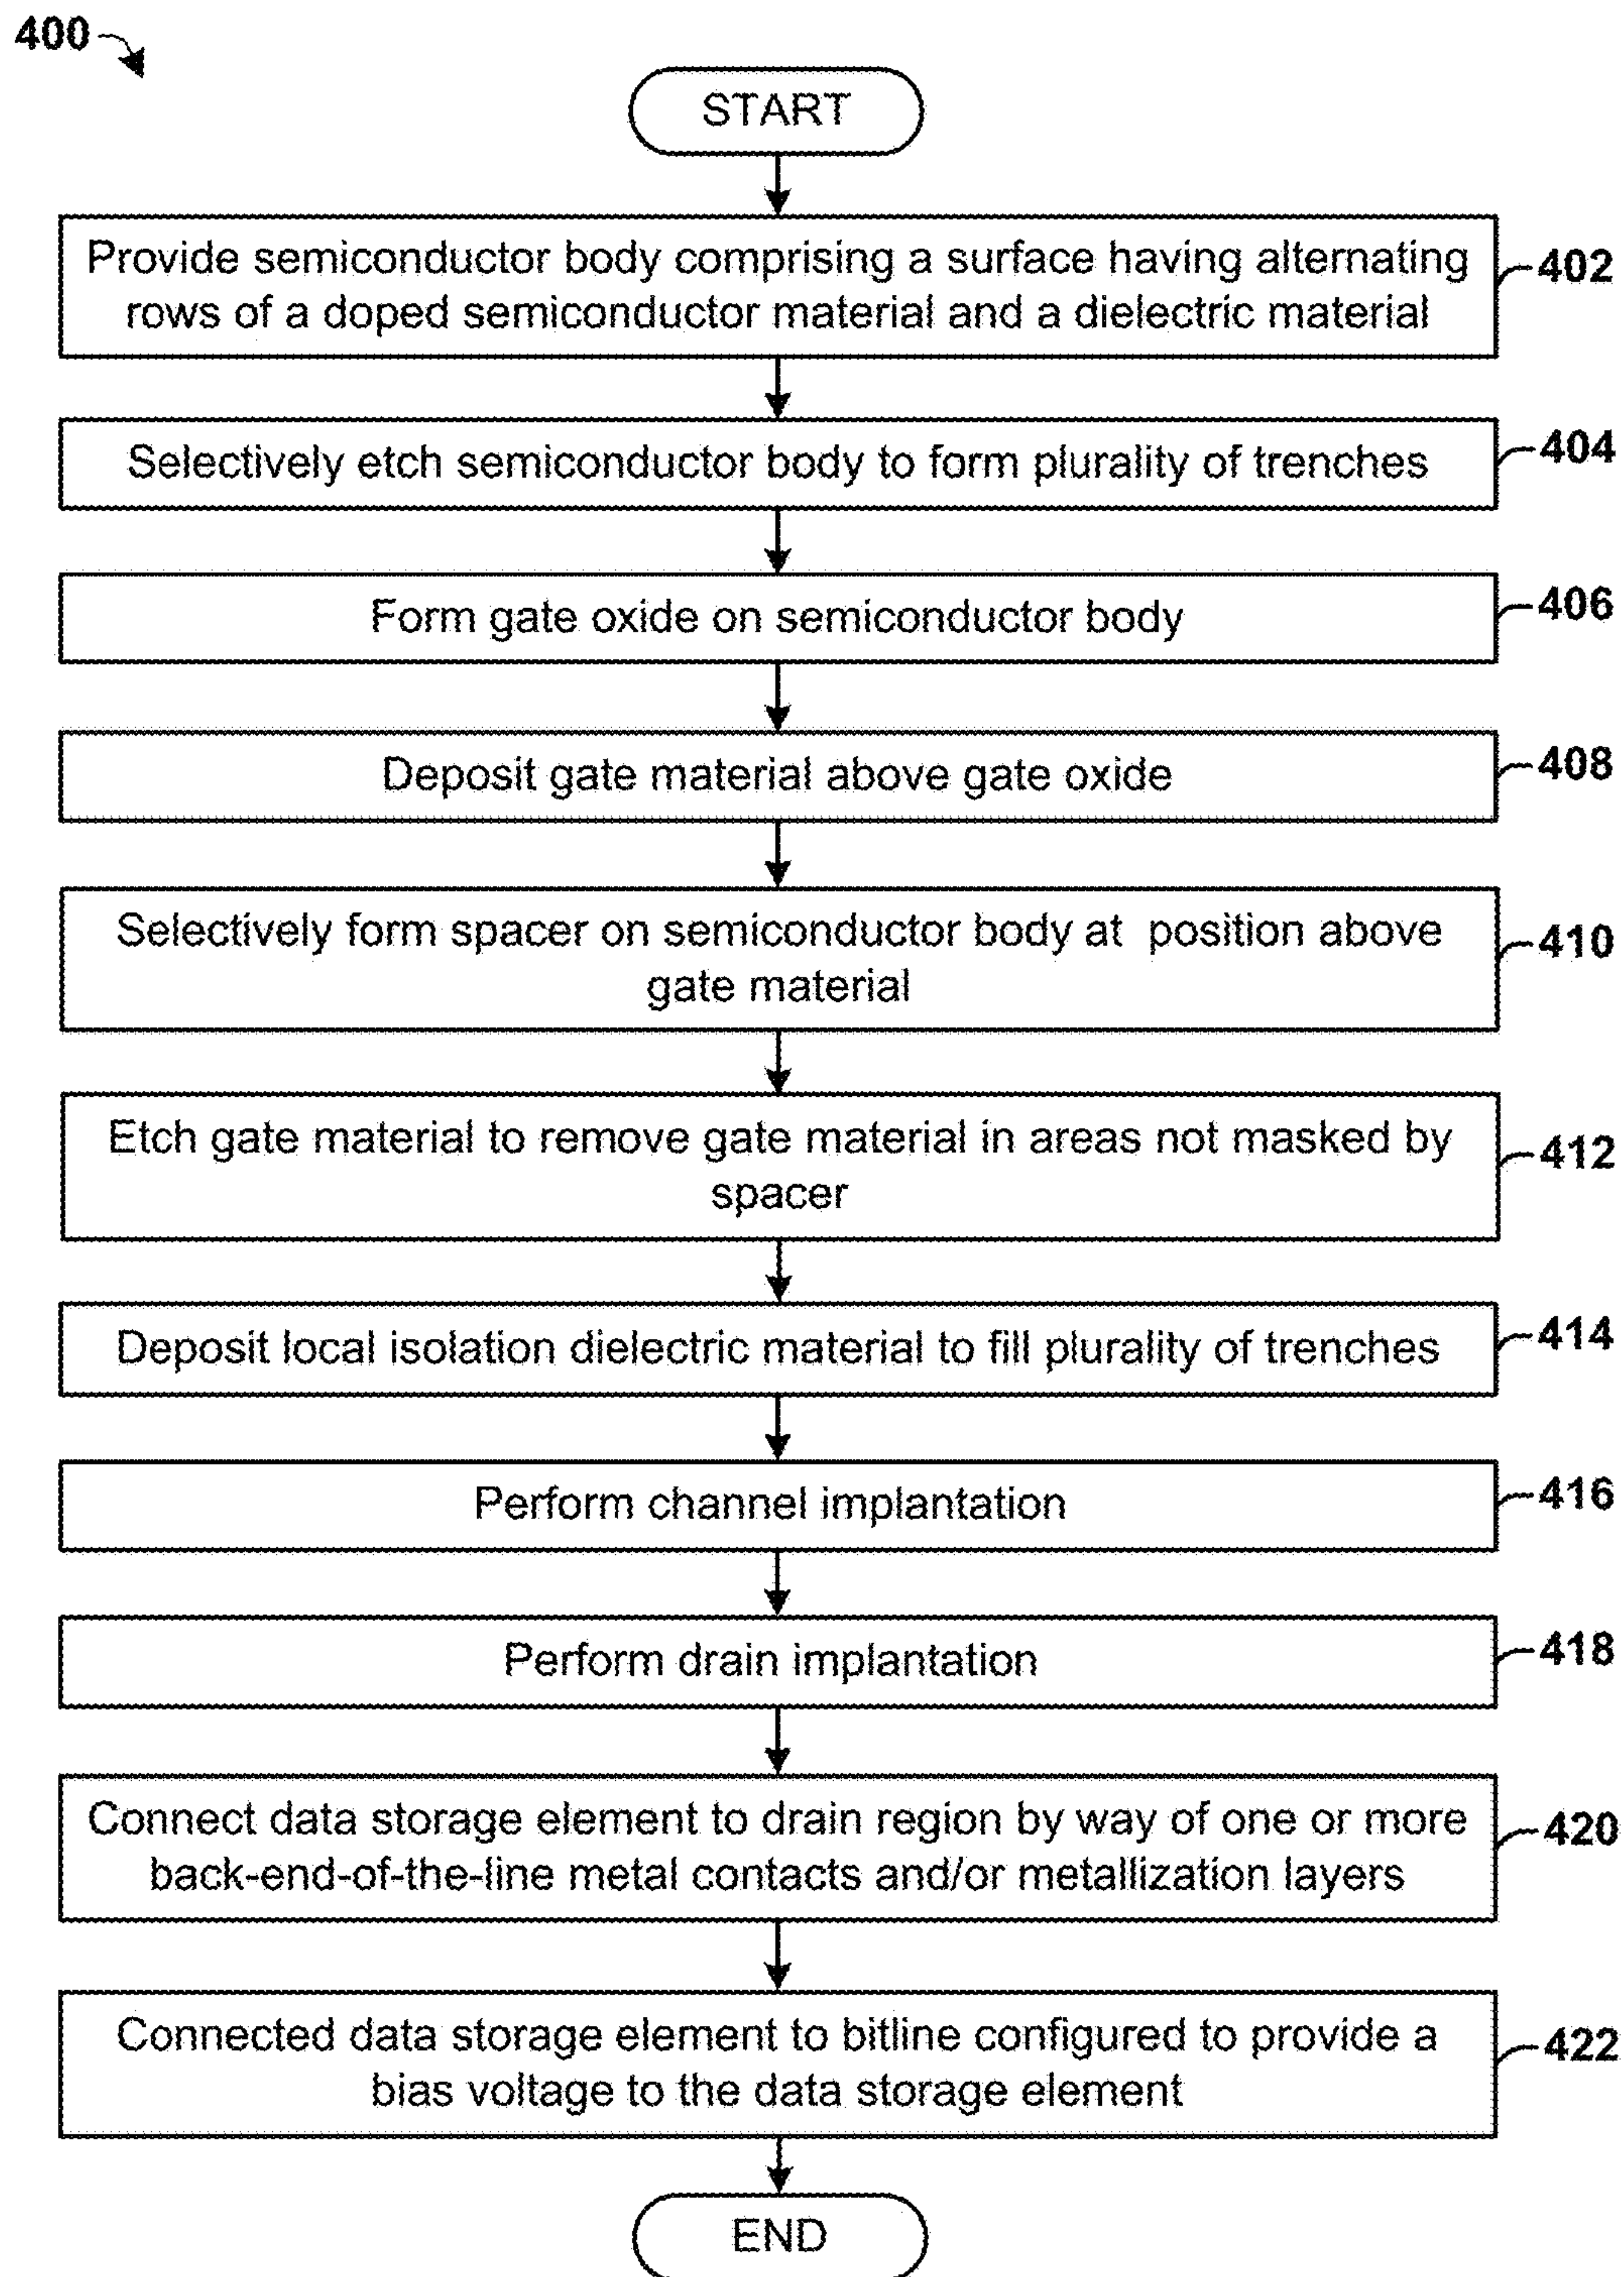 400
START
Provide semiconductor body comprising a surface having alternating
rows of a doped semiconductor material and a dielectric material
402
Selectively etch semiconductor body to form plurality of trenches
404
Form gate oxide on semiconductor body
406
Deposit gate material above gate oxide
408
Selectively form spacer on semiconductor body at position above
gate material
410
Etch gate material to remove gate material in areas not masked by
spacer
412
Deposit local isolation dielectric material to fill plurality of trenches
414
Perform channel implantation
416
Perform drain implantation
418
Connect data storage element to drain region by way of one or more
back-end-of-the-line metal contacts and/or metallization layers
420
Connected data storage element to bitline configured to provide a
bias voltage to the data storage element
422
END